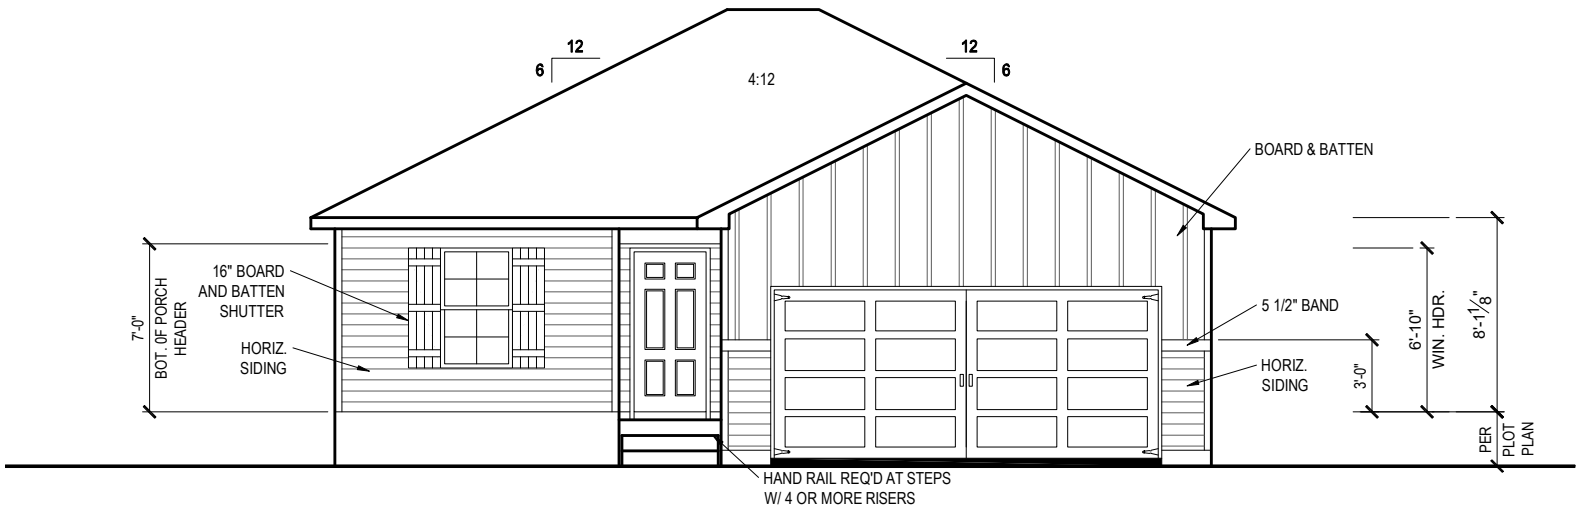 12
6
12
6
4:12
BOARD & BATTEN
16" BOARD
AND BATTEN
SHUTTER
HORIZ.
SIDING
7'-0"
BOT. 0F PORCH
HEADER
5 1/2" BAND
HORIZ.
SIDING
3'-0"
6'-10"
WIN. HDR.
8'-1 1/8"
PER
PLOT
PLAN
HAND RAIL REQ'D AT STEPS
W/ 4 OR MORE RISERS